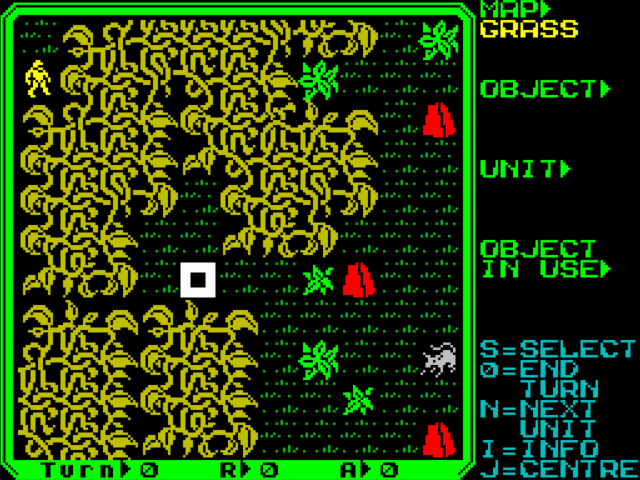 MAP▸
GRASS
OBJECT▸
UNIT▸
OBJECT
IN USE▸
S=SELECT
0=END
TURN
N=NEXT
UNIT
I=INFO
J=CENTRE
Turn▸0 R▸0 A▸0